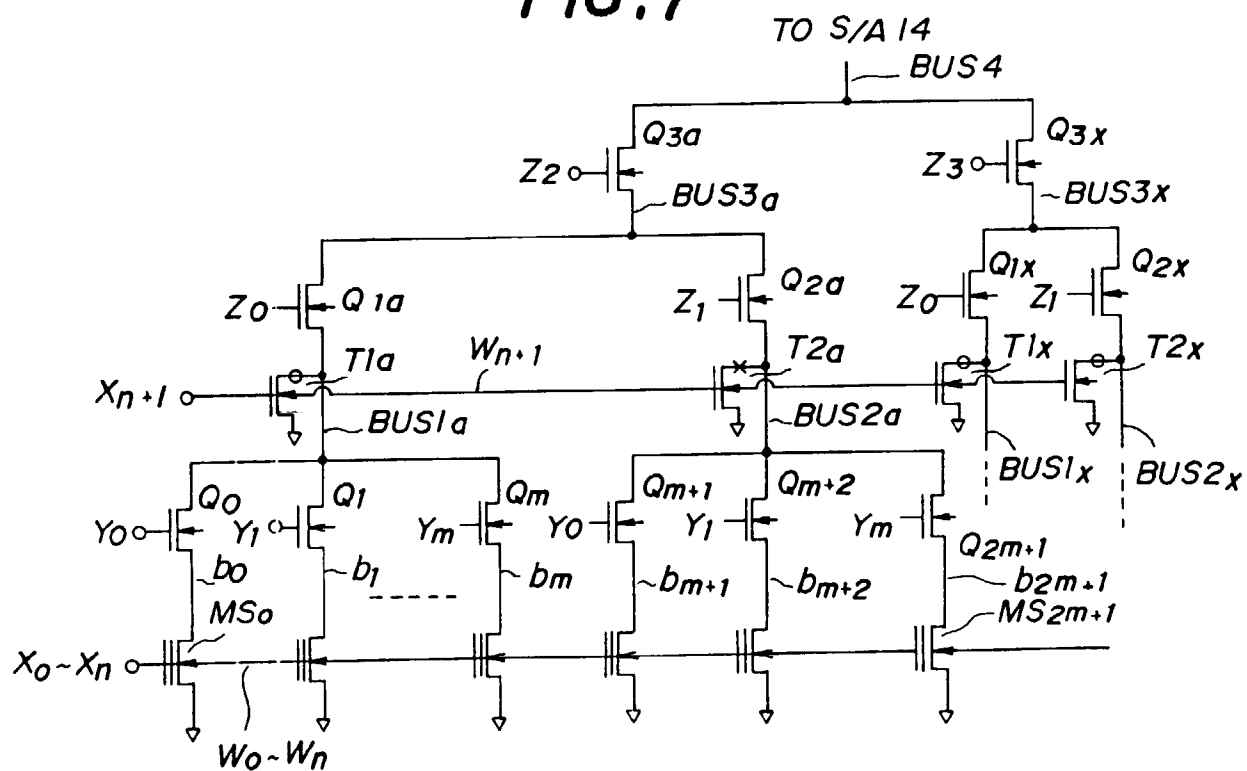 FIG. 7
TO S/A 14
BUS4
Q3a
Q3x
Z2
Z3
BUS3a
BUS3x
Q1a
Q2a
Q1x
Q2x
Z0
Z1
Z0
Z1
Xn+1
T1a
Wn+1
T2a
T1x
T2x
BUS1a
BUS2a
BUS1x
BUS2x
Q0
Q1
Qm
Qm+1
Qm+2
Q2m+1
Y0
Y1
Ym
Y0
Y1
Ym
b0
b1
bm
bm+1
bm+2
b2m+1
MS0
MS2m+1
X0~Xn
W0~Wn